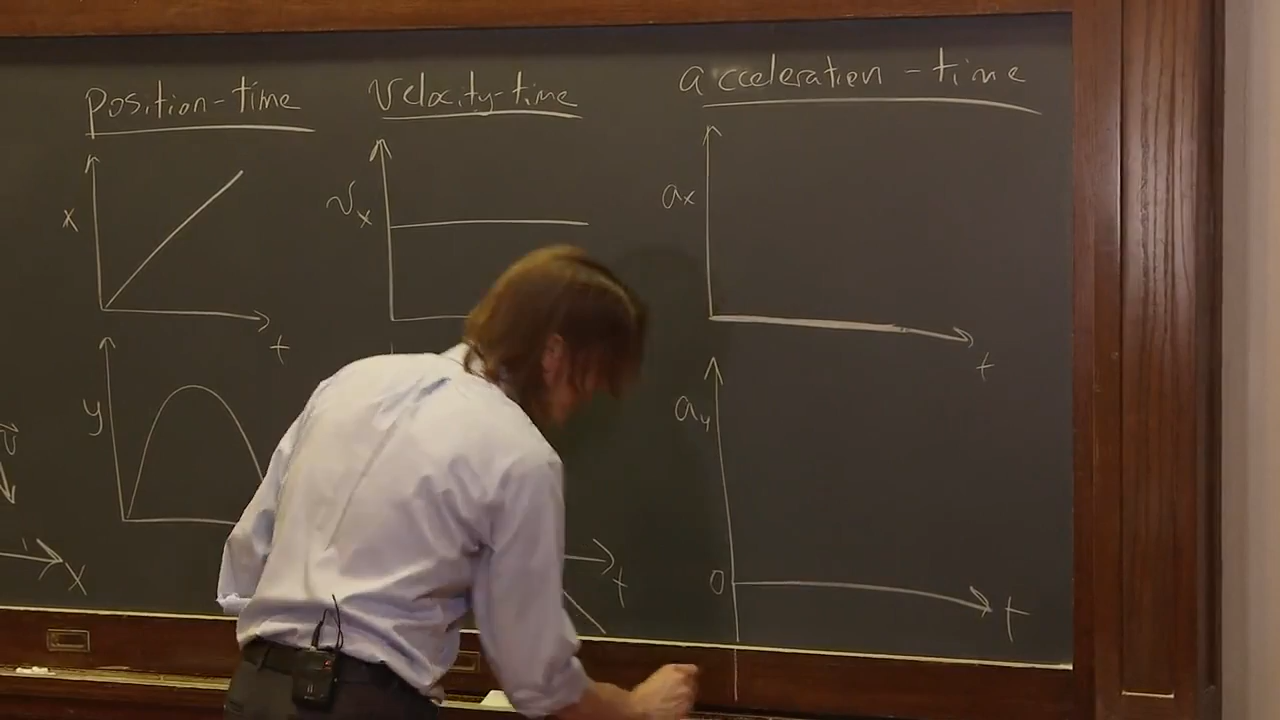 position-time
velocity-time
acceleration-time
x
t
v_x
a_x
t
y
v
x
t
a_y
0
t